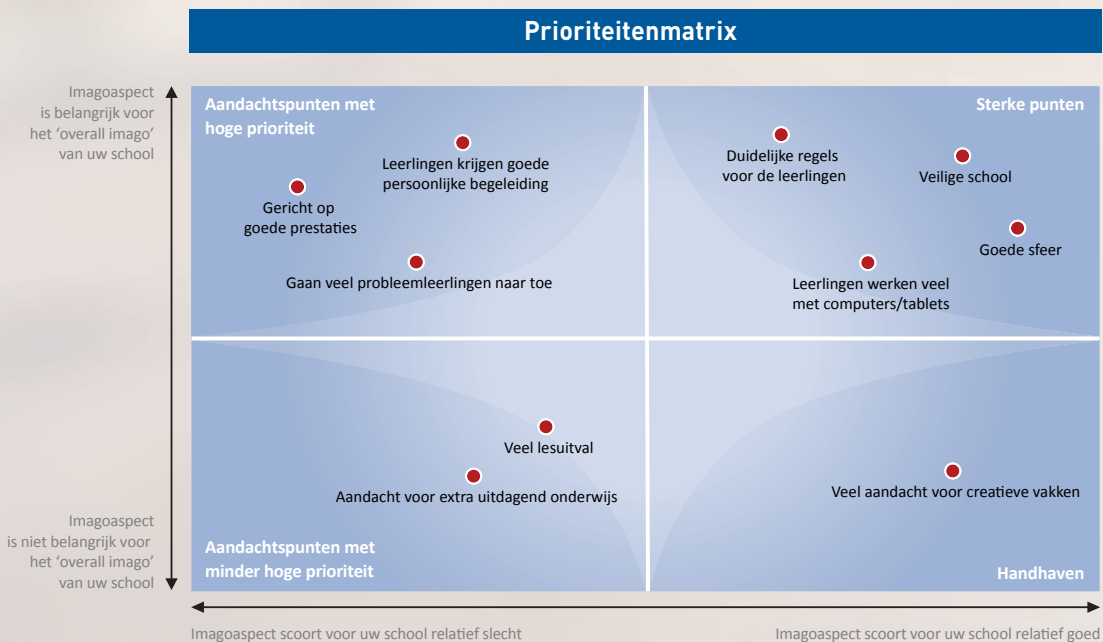 Prioriteitenmatrix
Imagoaspect
is belangrijk voor
het ‘overall imago’
van uw school
Aandachtspunten met
hoge prioriteit
Sterke punten
Leerlingen krijgen goede
persoonlijke begeleiding
Gericht op
goede prestaties
Gaan veel probleemleerlingen naar toe
Duidelijke regels
voor de leerlingen
Veilige school
Goede sfeer
Leerlingen werken veel
met computers/tablets
Veel lesuitval
Aandacht voor extra uitdagend onderwijs
Veel aandacht voor creatieve vakken
Imagoaspect
is niet belangrijk voor
het ‘overall imago’
van uw school
Aandachtspunten met
minder hoge prioriteit
Handhaven
Imagoaspect scoort voor uw school relatief slecht
Imagoaspect scoort voor uw school relatief goed